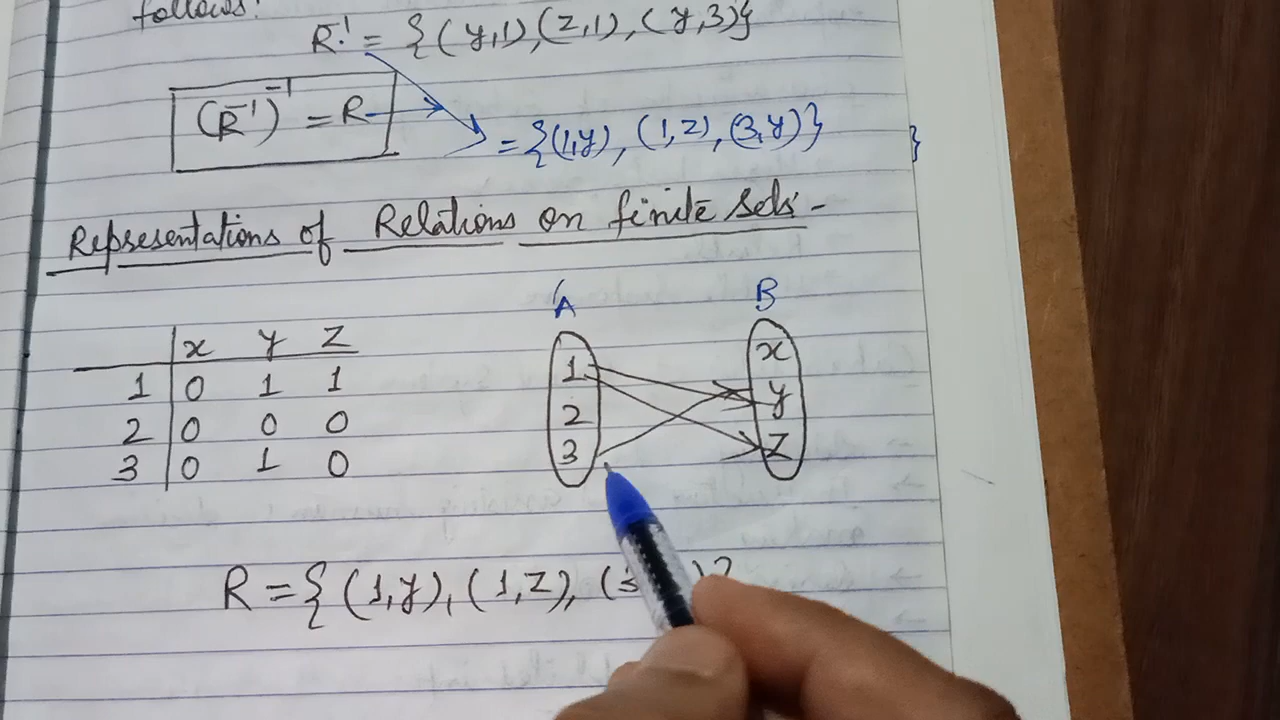 follows:
R⁻¹ = {(y,1),(z,1),(y,3)}
(R⁻¹)⁻¹ = R
= {(1,y), (1,z), (3,y)}
}
Representations of Relations on finite sets -
A B
x y z
1 0 1 1
2 0 0 0
3 0 1 0
1 x
2 y
3 z
R = { (1,y), (1,z), (3